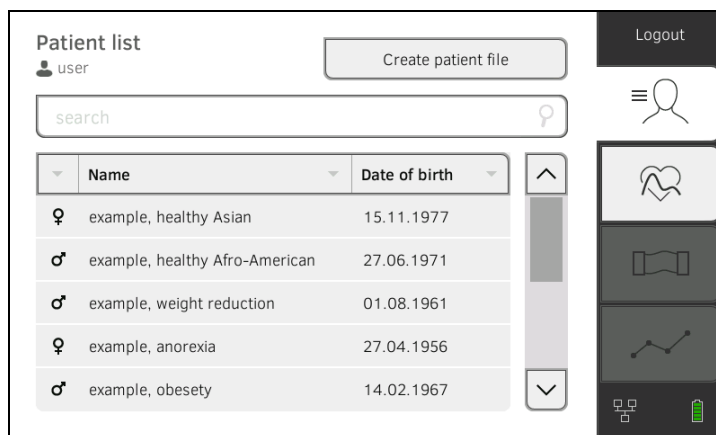 Patient list
user
Create patient file
Logout
search
Name Date of birth
example, healthy Asian 15.11.1977
example, healthy Afro-American 27.06.1971
example, weight reduction 01.08.1961
example, anorexia 27.04.1956
example, obesety 14.02.1967